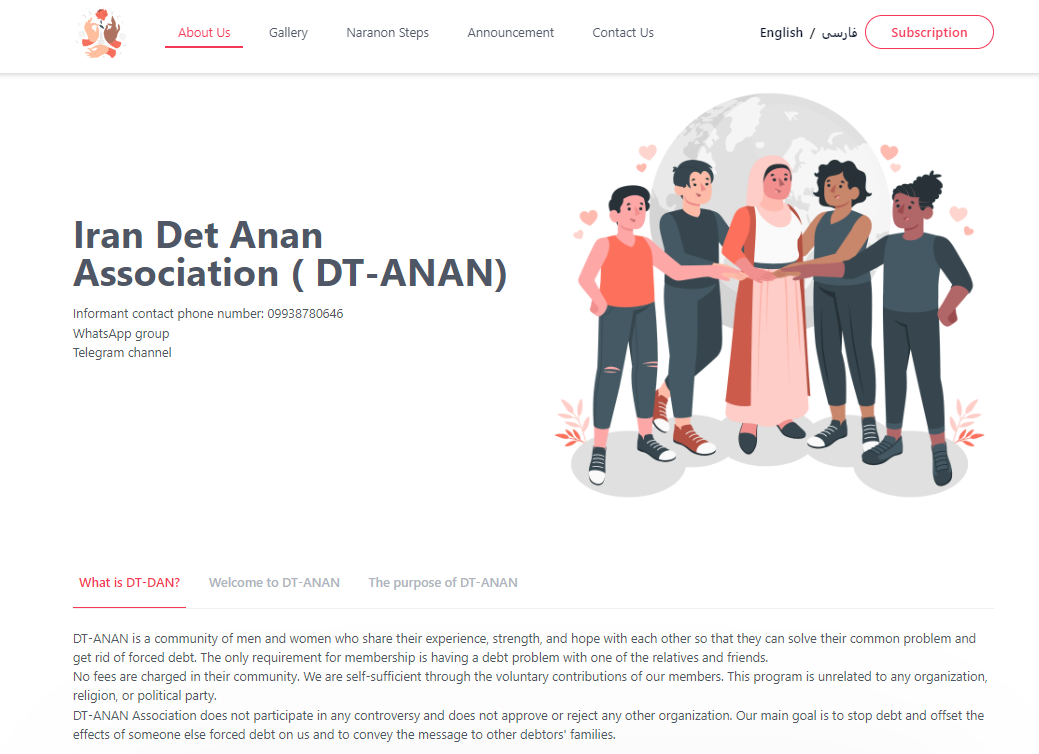 About Us
Gallery
Naranon Steps
Announcement
Contact Us
English / فارسی
Subscription
Iran Det Anan
Association ( DT-ANAN)
Informant contact phone number: 09938780646
WhatsApp group
Telegram channel
What is DT-DAN?
Welcome to DT-ANAN
The purpose of DT-ANAN
DT-ANAN is a community of men and women who share their experience, strength, and hope with each other so that they can solve their common problem and
get rid of forced debt. The only requirement for membership is having a debt problem with one of the relatives and friends.
No fees are charged in their community. We are self-sufficient through the voluntary contributions of our members. This program is unrelated to any organization,
religion, or political party.
DT-ANAN Association does not participate in any controversy and does not approve or reject any other organization. Our main goal is to stop debt and offset the
effects of someone else forced debt on us and to convey the message to other debtors' families.